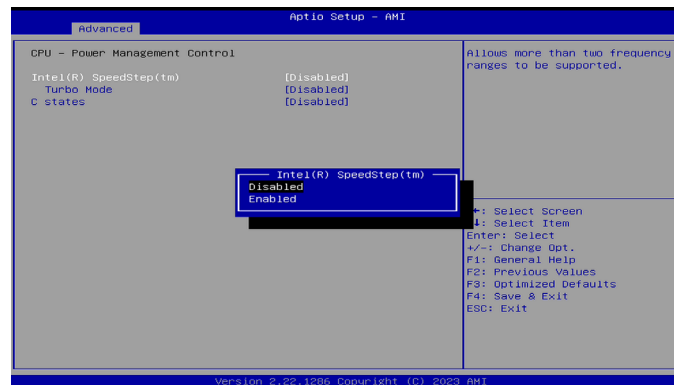 Aptio Setup – AMI
Advanced
CPU – Power Management Control
Intel(R) SpeedStep(tm) [Disabled]
Turbo Mode [Disabled]
C states [Disabled]
Allows more than two frequency
ranges to be supported.
Intel(R) SpeedStep(tm)
Disabled
Enabled
: Select Screen
: Select Item
Enter: Select
+/-: Change Opt.
F1: General Help
F2: Previous Values
F3: Optimized Defaults
F4: Save & Exit
ESC: Exit
Version 2.22.1286 Copyright (C) 2023 AMI